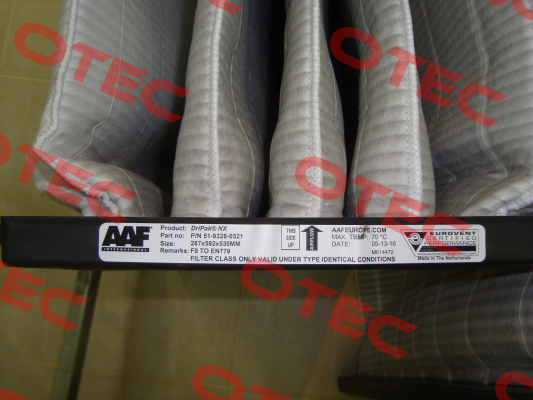 OTEC
OTEC
OTEC
OTEC
OTEC
OTEC
OTEC
AAF
INTERNATIONAL
Product: DriPak® NX
Part no: P/N 51-9328-0521
Size: 287x592x530MM
Remarks: F9 TO EN779
FILTER CLASS ONLY VALID UNDER TYPE IDENTICAL CONDITIONS
THIS
SIDE
UP
AIRFLOW
AAFEUROPE.COM
MAX. TEMP: 70 °C
DATE: 05-13-16
EUROVENT
CERTIFIED
PERFORMANCE
Made In The Netherlands